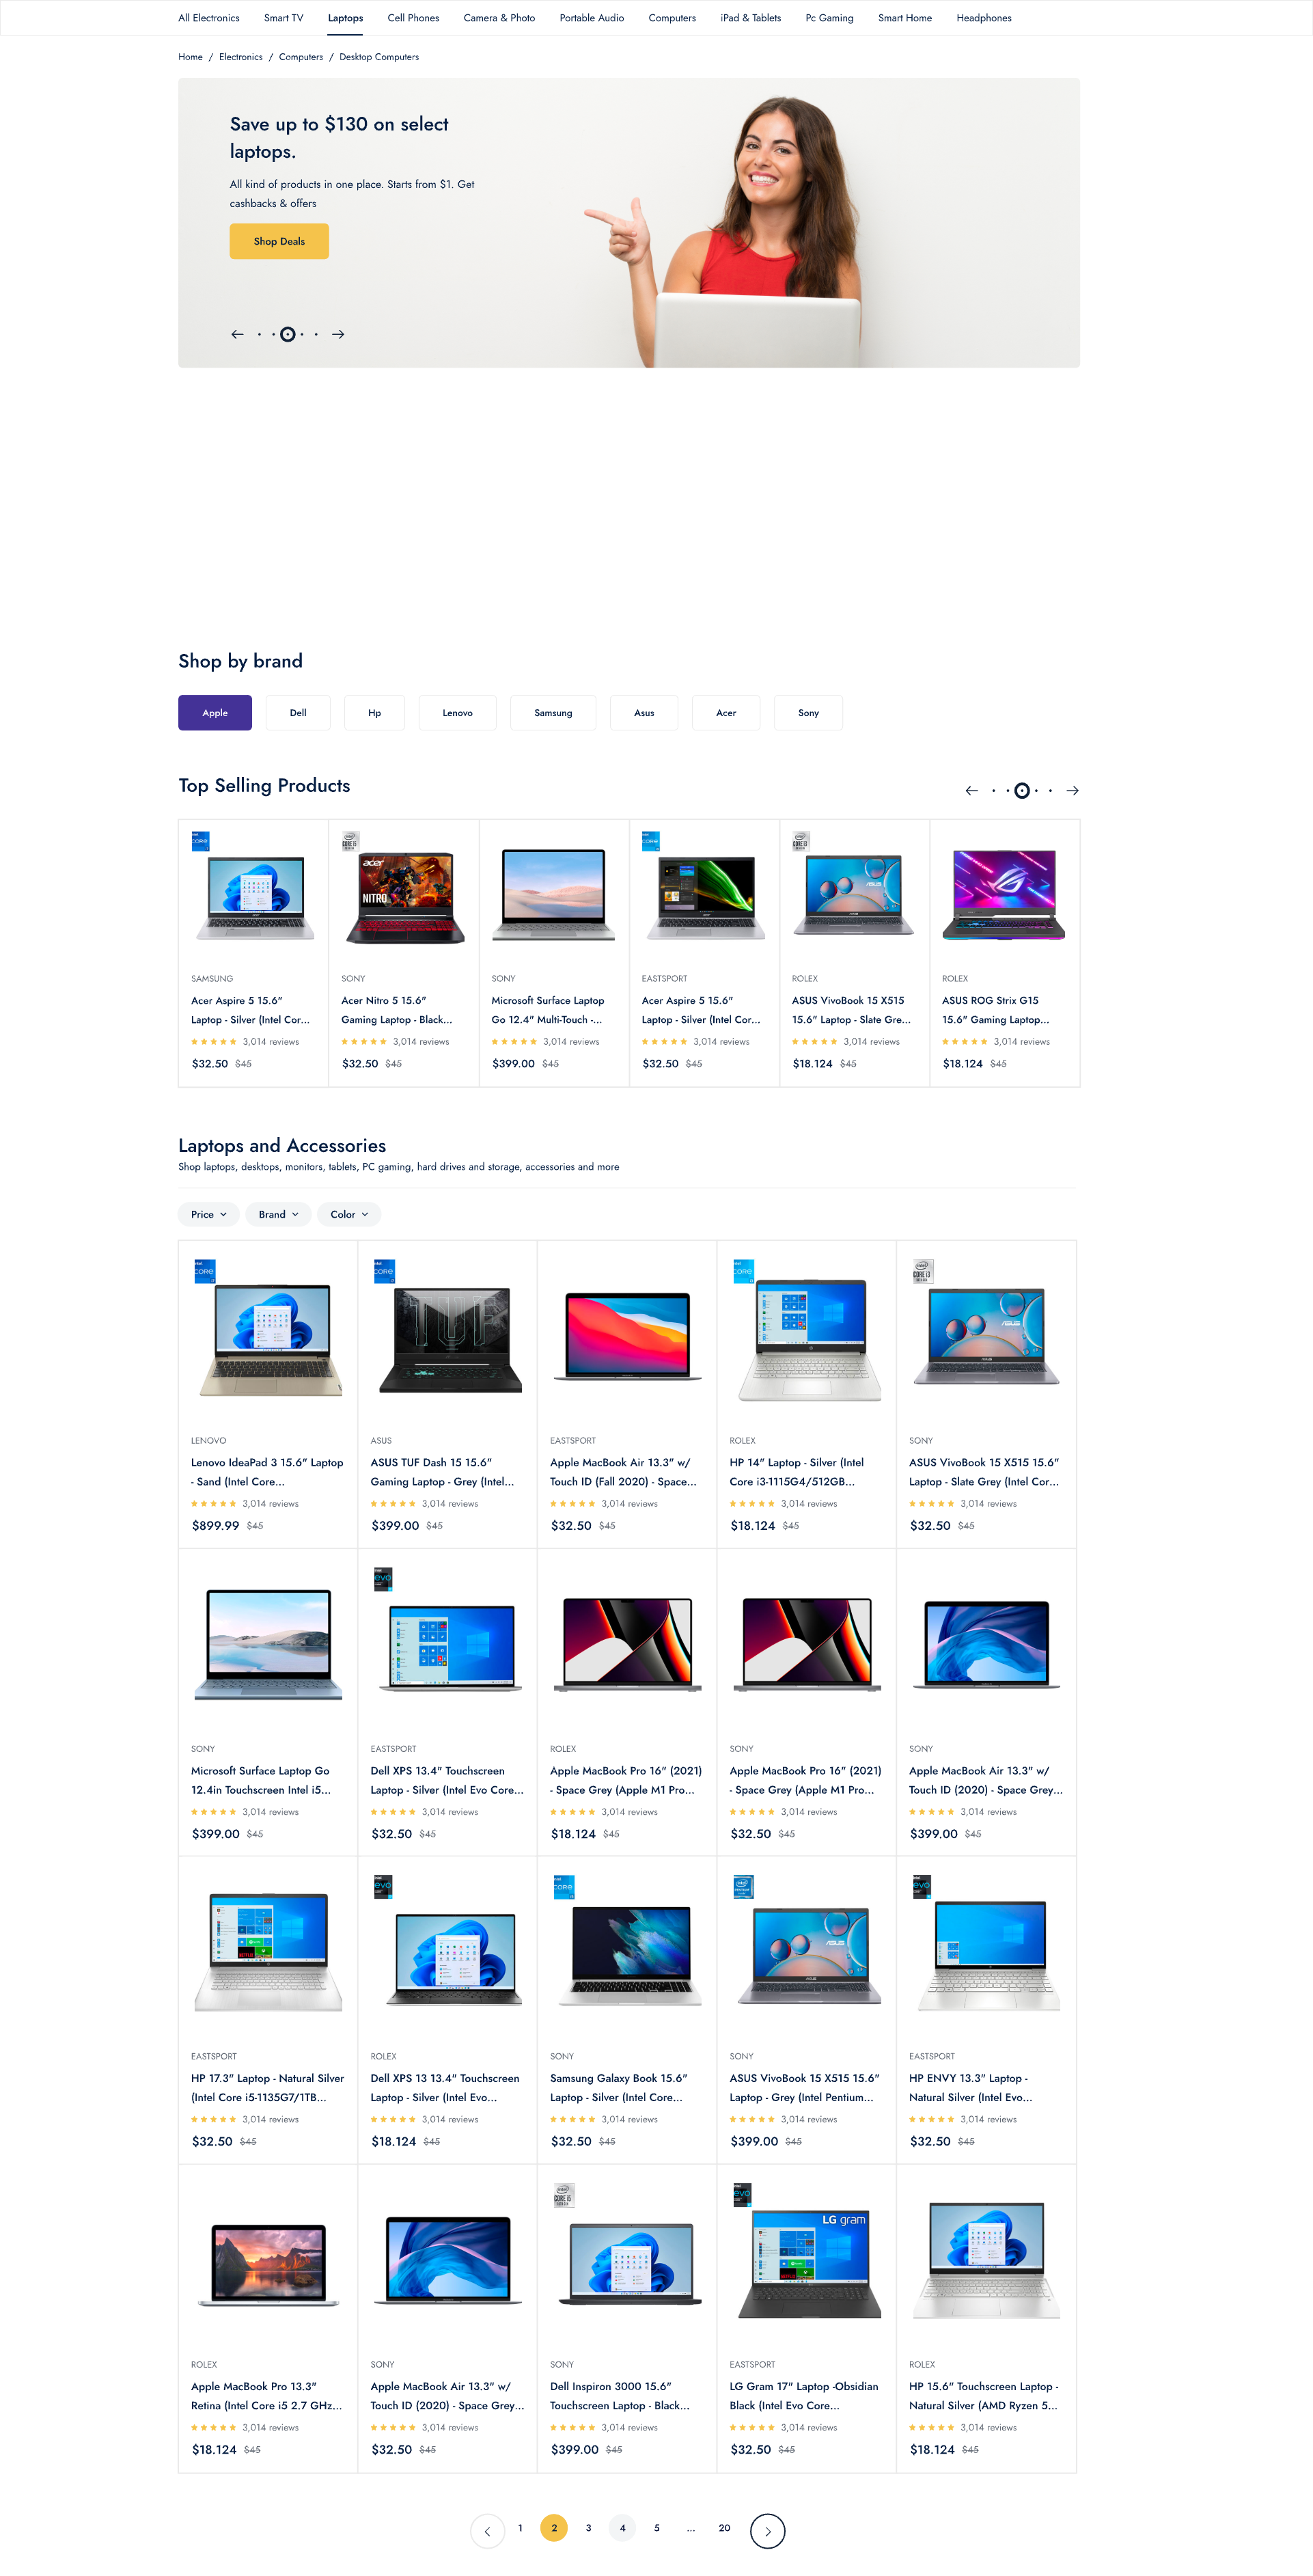 All Electronics Smart TV Laptops Cell Phones Camera & Photo Portable Audio Computers iPad & Tablets Pc Gaming Smart Home Headphones
Home / Electronics / Computers / Desktop Computers
Save up to $130 on select
laptops.
All kind of products in one place. Starts from $1. Get
cashbacks & offers
Shop Deals
Shop by brand
Apple Dell Hp Lenovo Samsung Asus Acer Sony
Top Selling Products
SAMSUNG
Acer Aspire 5 15.6"
Laptop - Silver (Intel Cor...
3,014 reviews
$32.50 $45
acer
NITRO
SONY
Acer Nitro 5 15.6"
Gaming Laptop - Black...
3,014 reviews
$32.50 $45
SONY
Microsoft Surface Laptop
Go 12.4" Multi-Touch -...
3,014 reviews
$399.00 $45
EASTSPORT
Acer Aspire 5 15.6"
Laptop - Silver (Intel Cor...
3,014 reviews
$32.50 $45
ROLEX
ASUS VivoBook 15 X515
15.6" Laptop - Slate Gre...
3,014 reviews
$18.124 $45
ROLEX
ASUS ROG Strix G15
15.6" Gaming Laptop...
3,014 reviews
$18.124 $45
Laptops and Accessories
Shop laptops, desktops, monitors, tablets, PC gaming, hard drives and storage, accessories and more
Price Brand Color
LENOVO
Lenovo IdeaPad 3 15.6" Laptop
- Sand (Intel Core...
3,014 reviews
$899.99 $45
ASUS
ASUS TUF Dash 15 15.6"
Gaming Laptop - Grey (Intel...
3,014 reviews
$399.00 $45
EASTSPORT
Apple MacBook Air 13.3" w/
Touch ID (Fall 2020) - Space...
3,014 reviews
$32.50 $45
ROLEX
HP 14" Laptop - Silver (Intel
Core i3-1115G4/512GB...
3,014 reviews
$18.124 $45
SONY
ASUS VivoBook 15 X515 15.6"
Laptop - Slate Grey (Intel Cor...
3,014 reviews
$32.50 $45
SONY
Microsoft Surface Laptop Go
12.4in Touchscreen Intel i5...
3,014 reviews
$399.00 $45
EASTSPORT
Dell XPS 13.4" Touchscreen
Laptop - Silver (Intel Evo Core...
3,014 reviews
$32.50 $45
ROLEX
Apple MacBook Pro 16" (2021)
- Space Grey (Apple M1 Pro...
3,014 reviews
$18.124 $45
SONY
Apple MacBook Pro 16" (2021)
- Space Grey (Apple M1 Pro...
3,014 reviews
$32.50 $45
SONY
Apple MacBook Air 13.3" w/
Touch ID (2020) - Space Grey...
3,014 reviews
$399.00 $45
EASTSPORT
HP 17.3" Laptop - Natural Silver
(Intel Core i5-1135G7/1TB...
3,014 reviews
$32.50 $45
ROLEX
Dell XPS 13 13.4" Touchscreen
Laptop - Silver (Intel Evo...
3,014 reviews
$18.124 $45
SONY
Samsung Galaxy Book 15.6"
Laptop - Silver (Intel Core...
3,014 reviews
$32.50 $45
SONY
ASUS VivoBook 15 X515 15.6"
Laptop - Grey (Intel Pentium...
3,014 reviews
$399.00 $45
EASTSPORT
HP ENVY 13.3" Laptop -
Natural Silver (Intel Evo...
3,014 reviews
$32.50 $45
ROLEX
Apple MacBook Pro 13.3"
Retina (Intel Core i5 2.7 GHz...
3,014 reviews
$18.124 $45
SONY
Apple MacBook Air 13.3" w/
Touch ID (2020) - Space Grey...
3,014 reviews
$32.50 $45
SONY
Dell Inspiron 3000 15.6"
Touchscreen Laptop - Black...
3,014 reviews
$399.00 $45
LG gram
EASTSPORT
LG Gram 17" Laptop -Obsidian
Black (Intel Evo Core...
3,014 reviews
$32.50 $45
ROLEX
HP 15.6" Touchscreen Laptop -
Natural Silver (AMD Ryzen 5...
3,014 reviews
$18.124 $45
1 2 3 4 5 ... 20